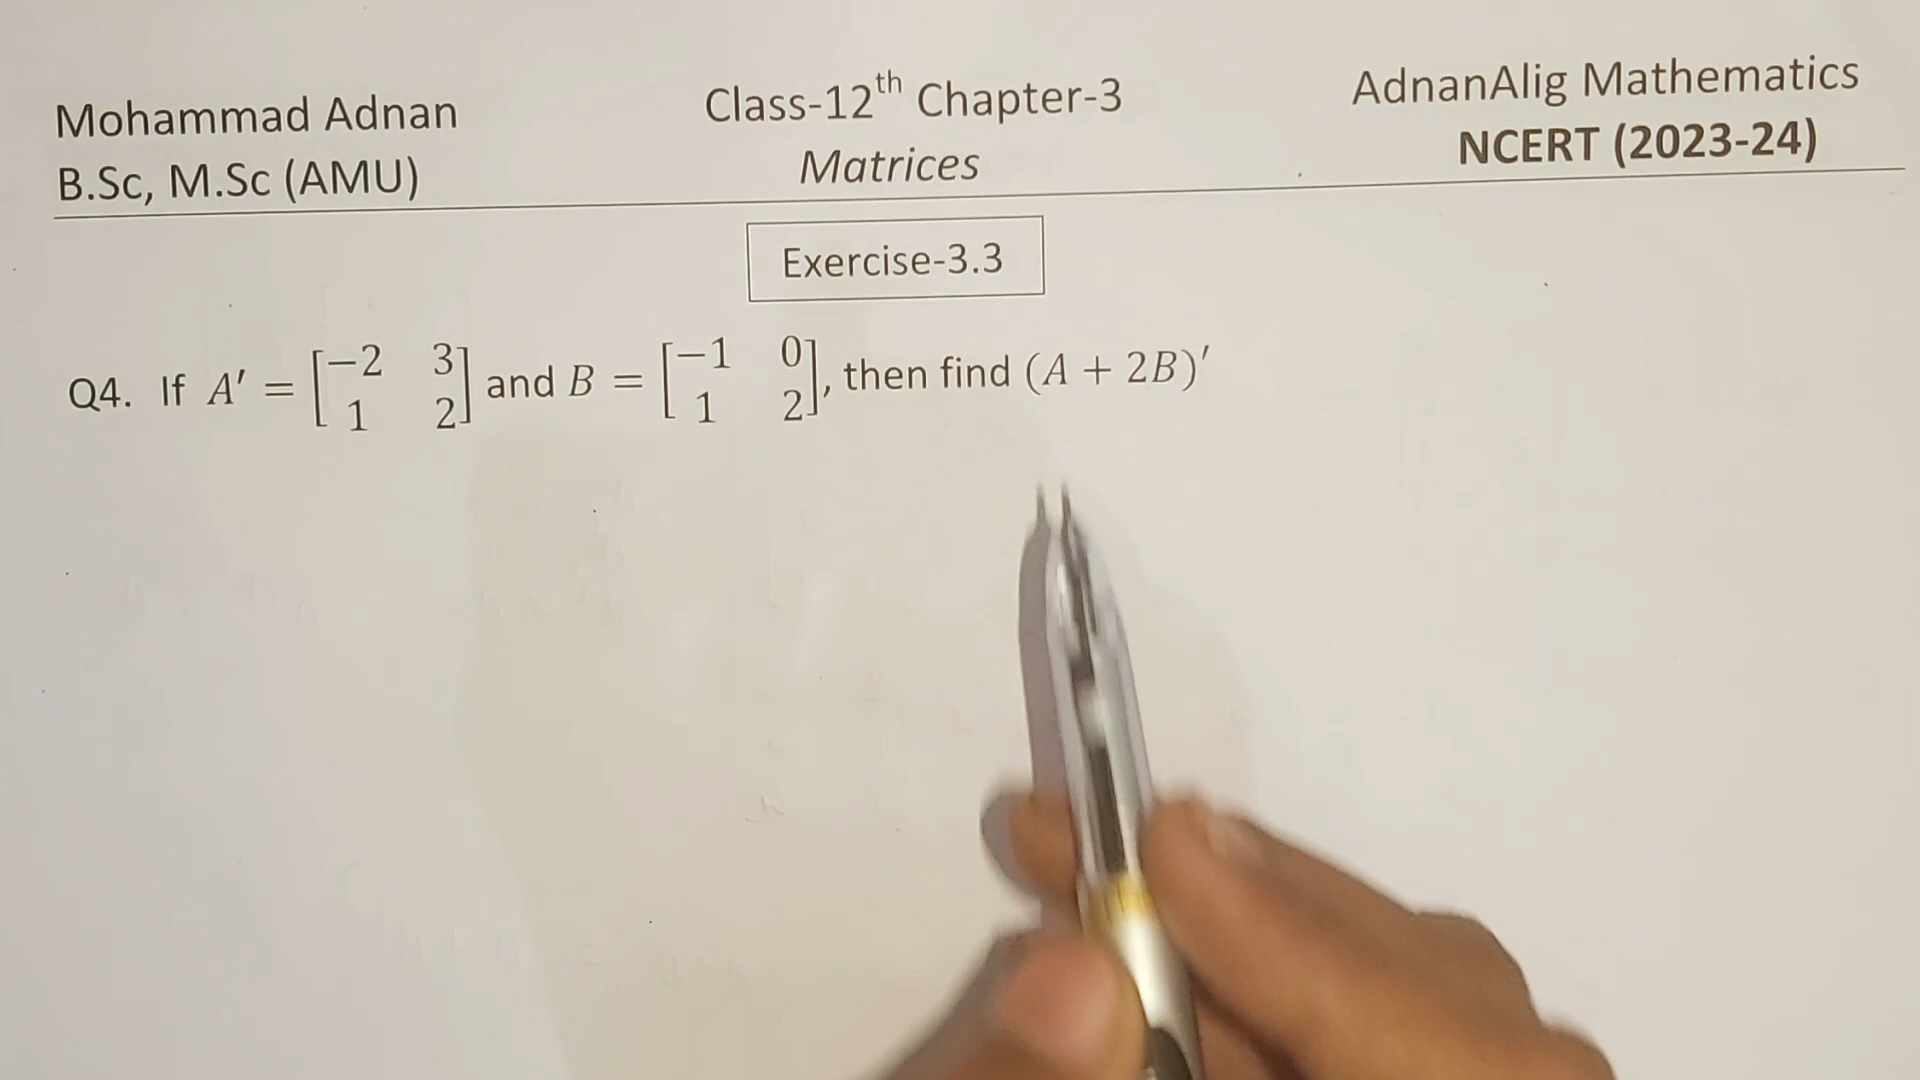 Mohammad Adnan
B.Sc, M.Sc (AMU)
Class-12th Chapter-3
Matrices
AdnanAlig Mathematics
NCERT (2023-24)
Exercise-3.3
Q4. If A′ = [−2 3; 1 2] and B = [−1 0; 1 2], then find (A + 2B)′